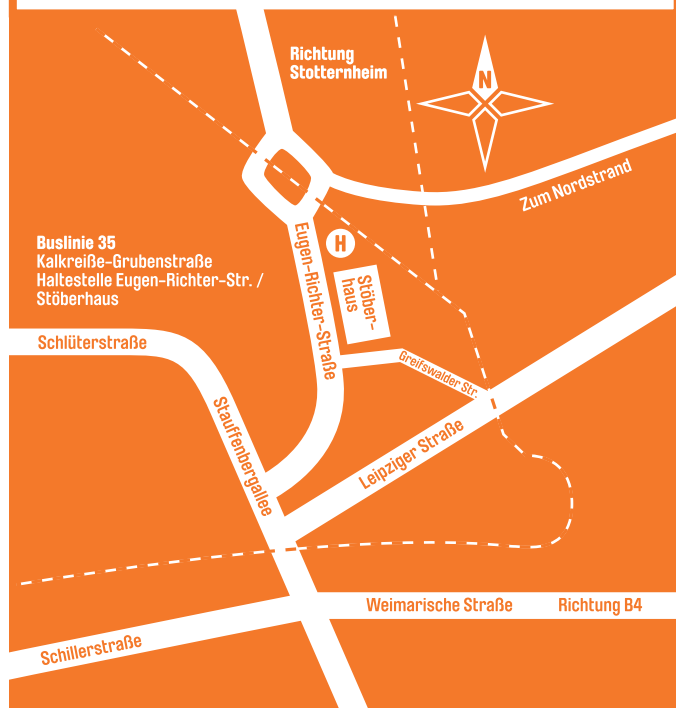 Richtung
Stotternheim
N
Zum Nordstrand
H
Buslinie 35
Kalkreiße-Grubenstraße
Haltestelle Eugen-Richter-Str. /
Stöberhaus
Eugen-Richter-Straße
Stöber-
haus
Schlüterstraße
Greifswalder Str.
Stauffenbergallee
Leipziger Straße
Weimarische Straße
Richtung B4
Schillerstraße